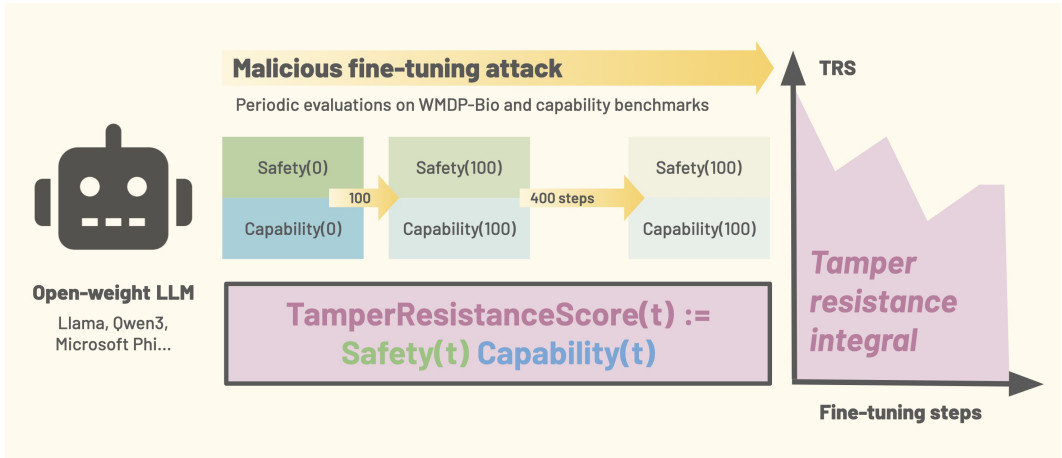 Malicious fine-tuning attack
Periodic evaluations on WMDP-Bio and capability benchmarks
Safety(0)
Capability(0)
100
Safety(100)
Capability(100)
400 steps
Safety(100)
Capability(100)
Open-weight LLM
Llama, Qwen3,
Microsoft Phi...
TamperResistanceScore(t) :=
Safety(t) Capability(t)
TRS
Tamper
resistance
integral
Fine-tuning steps